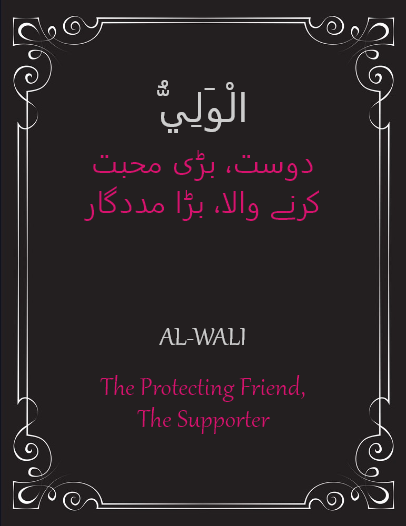 الْوَلِيُّ
دوست، بڑی محبت
کرنے والا، بڑا مددگار
AL-WALI
The Protecting Friend,
The Supporter